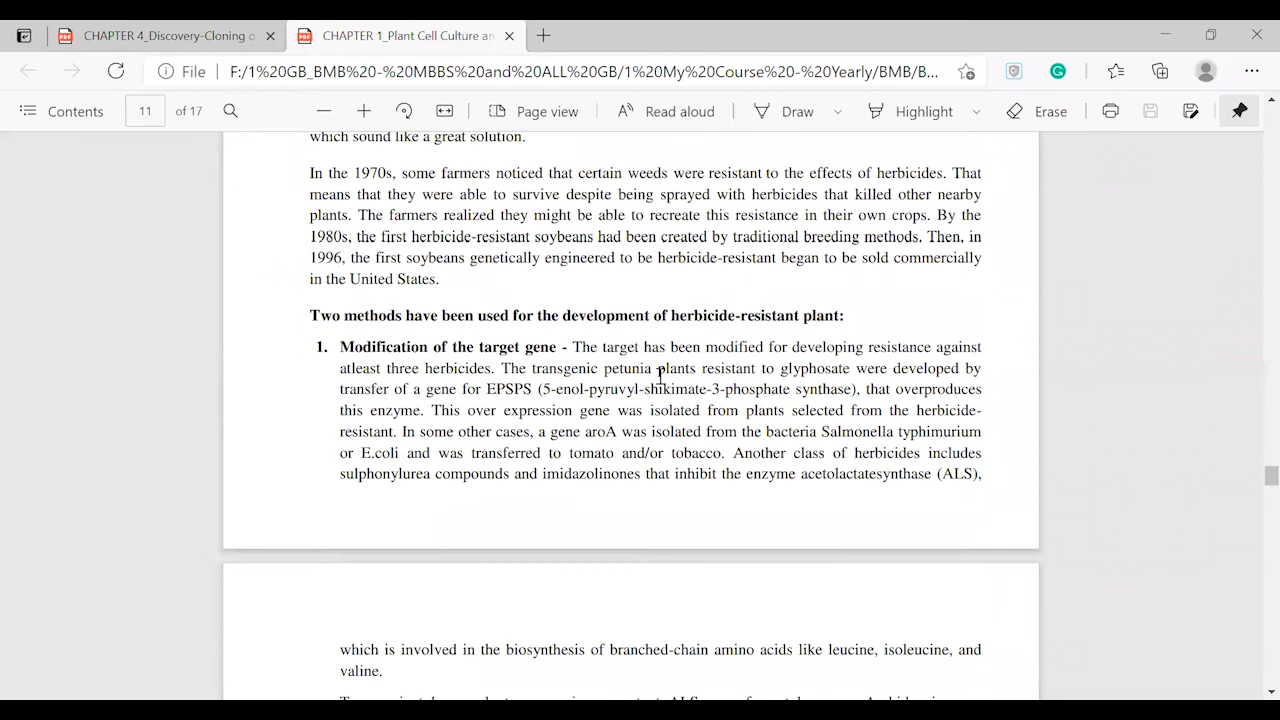 CHAPTER 4_Discovery-Cloning o
CHAPTER 1_Plant Cell Culture an
File F:/1%20GB_BMB%20-%20MBBS%20and%20ALL%20GB/1%20My%20Course%20-%20Yearly/BMB/B...
Contents 11 of 17 Page view Read aloud Draw Highlight Erase
which sound like a great solution.
In the 1970s, some farmers noticed that certain weeds were resistant to the effects of herbicides. That
means that they were able to survive despite being sprayed with herbicides that killed other nearby
plants. The farmers realized they might be able to recreate this resistance in their own crops. By the
1980s, the first herbicide-resistant soybeans had been created by traditional breeding methods. Then, in
1996, the first soybeans genetically engineered to be herbicide-resistant began to be sold commercially
in the United States.
Two methods have been used for the development of herbicide-resistant plant:
1. Modification of the target gene - The target has been modified for developing resistance against
atleast three herbicides. The transgenic petunia plants resistant to glyphosate were developed by
transfer of a gene for EPSPS (5-enol-pyruvyl-shikimate-3-phosphate synthase), that overproduces
this enzyme. This over expression gene was isolated from plants selected from the herbicide-
resistant. In some other cases, a gene aroA was isolated from the bacteria Salmonella typhimurium
or E.coli and was transferred to tomato and/or tobacco. Another class of herbicides includes
sulphonylurea compounds and imidazolinones that inhibit the enzyme acetolactatesynthase (ALS),
which is involved in the biosynthesis of branched-chain amino acids like leucine, isoleucine, and
valine.